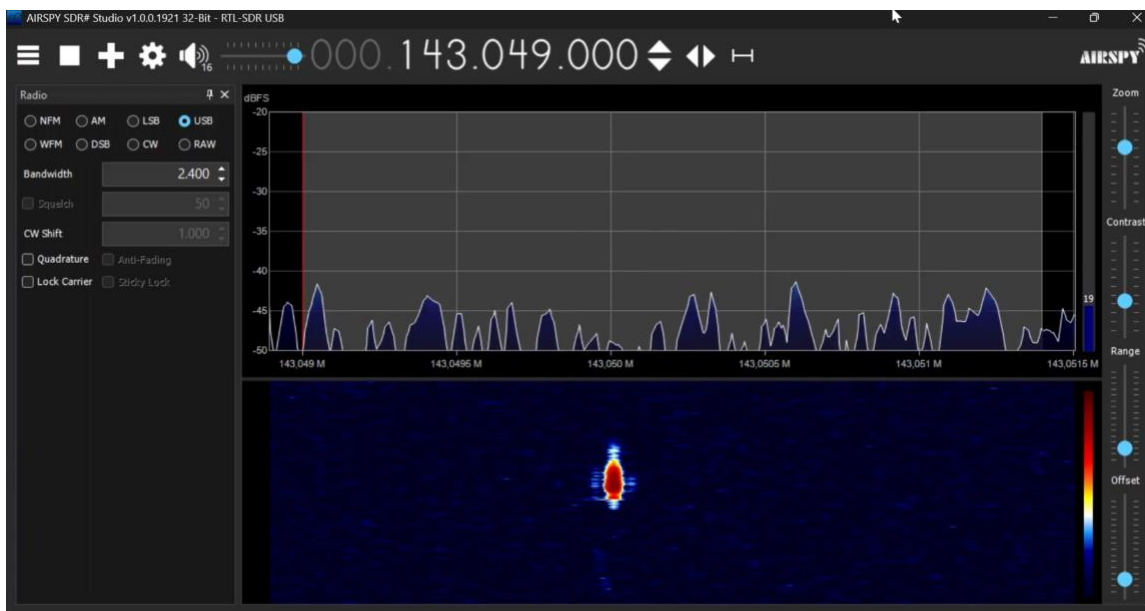 AIRSPY SDR# Studio v1.0.0.1921 32-Bit - RTL-SDR USB
16
000.143.049.000
AIRSPY
Radio
NFM AM LSB USB
WFM DSB CW RAW
Bandwidth 2.400
Squelch 50
CW Shift 1.000
Quadrature Anti-Fading
Lock Carrier Sticky Lock
dBFS
-20
-25
-30
-35
-40
-45
-50
19
143,049 M 143,0495 M 143,050 M 143,0505 M 143,051 M 143,0515 M
Zoom
Contrast
Range
Offset